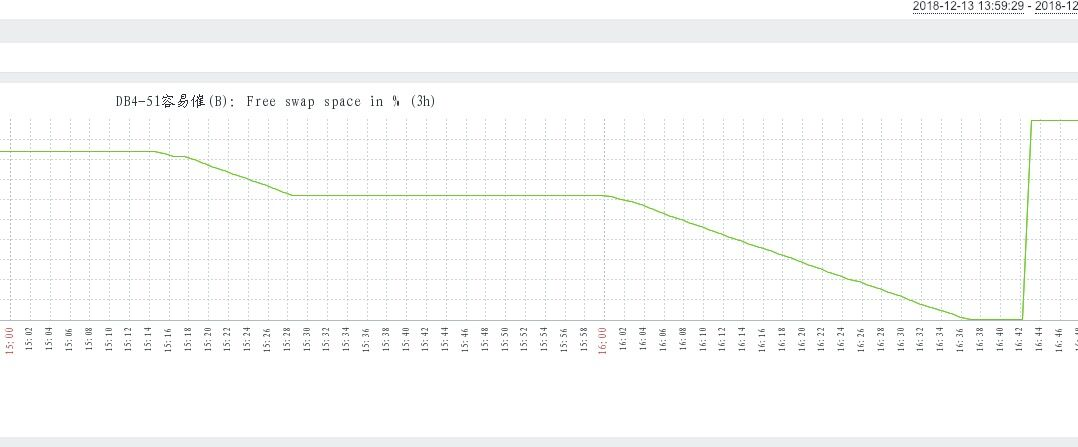 2018-12-13 13:59:29 - 2018-12
DB4-51容易催(B): Free swap space in % (3h)
15:00 15:02 15:04 15:06 15:08 15:10 15:12 15:14 15:16 15:18 15:20 15:22 15:24 15:26 15:28 15:30 15:32 15:34 15:36 15:38 15:40 15:42 15:44 15:46 15:48 15:50 15:52 15:54 15:56 15:58 16:00 16:02 16:04 16:06 16:08 16:10 16:12 16:14 16:16 16:18 16:20 16:22 16:24 16:26 16:28 16:30 16:32 16:34 16:36 16:38 16:40 16:42 16:44 16:46